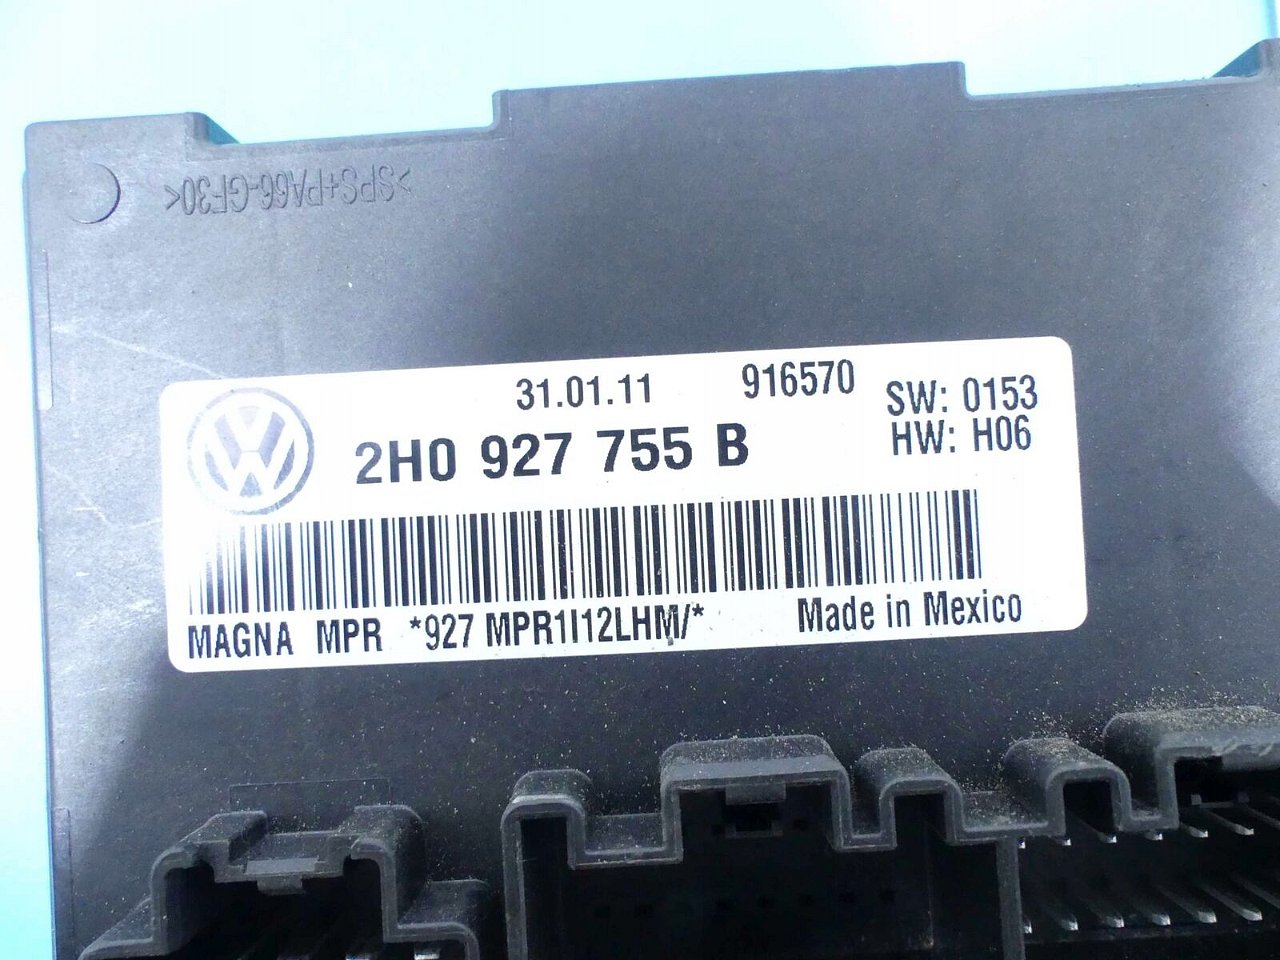 >SPS+PA66-GF30<
31.01.11 916570
SW: 0153
2H0 927 755 B
HW: H06
MAGNA MPR *927 MPR1I12LHM/* Made in Mexico